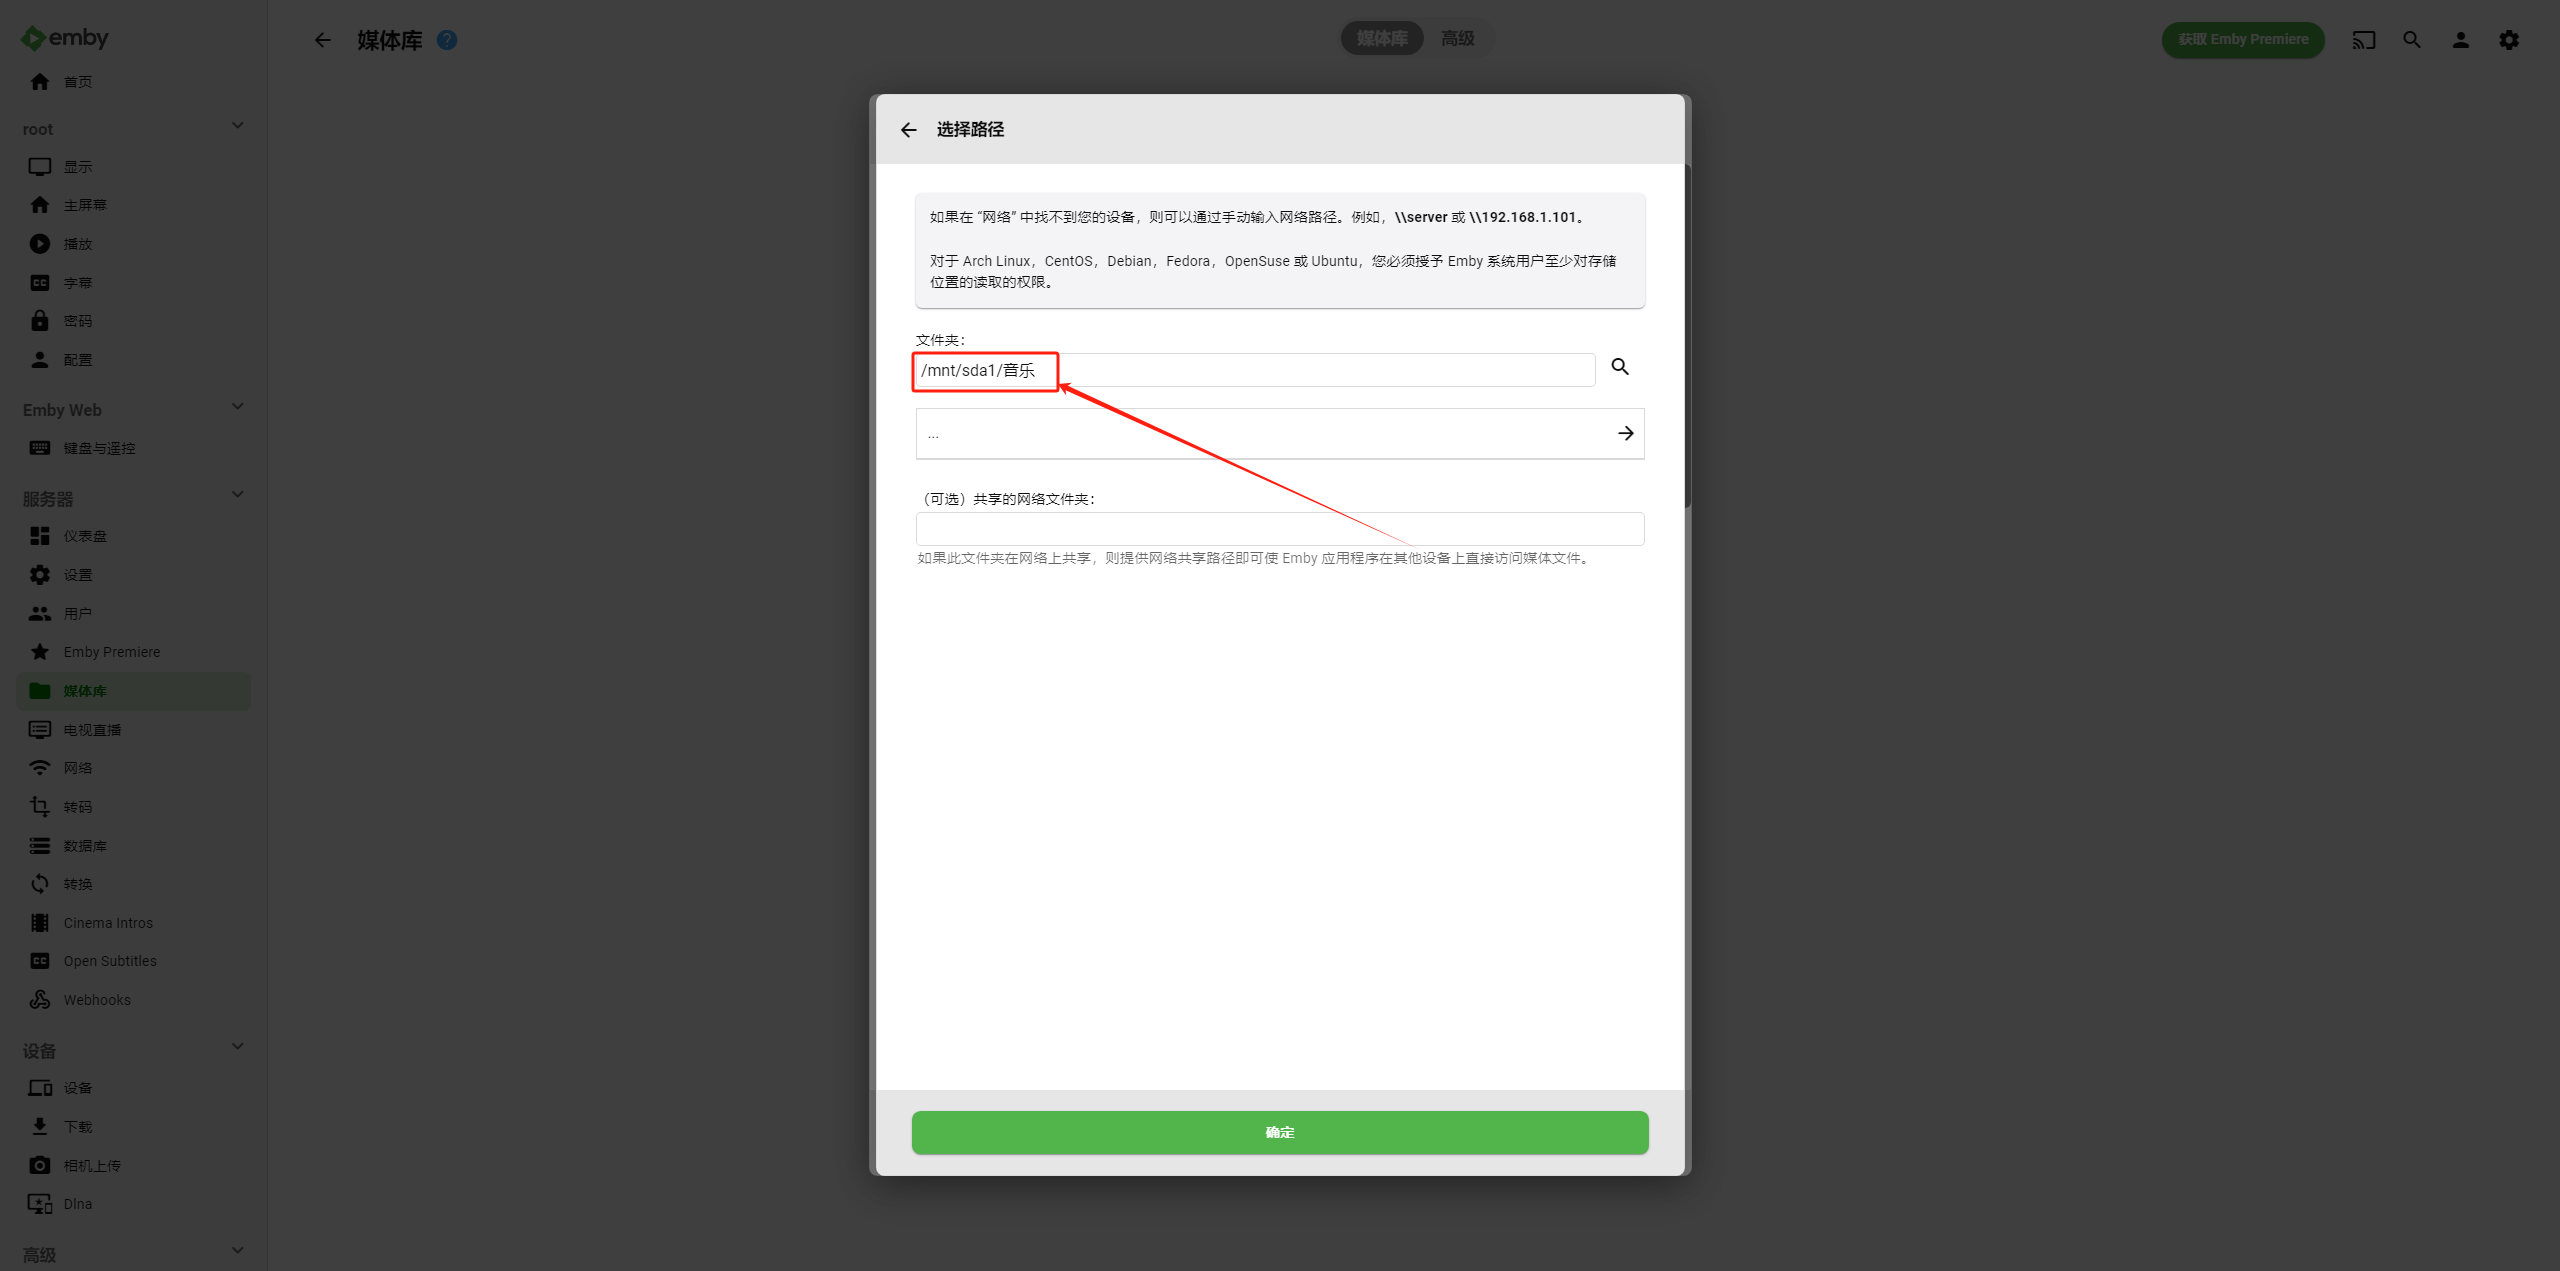 emby
首页
root
显示
主屏幕
播放
字幕
密码
配置
Emby Web
键盘与遥控
服务器
仪表盘
设置
用户
Emby Premiere
媒体库
电视直播
网络
转码
数据库
转换
Cinema Intros
Open Subtitles
Webhooks
设备
设备
下载
相机上传
Dlna
高级
媒体库
媒体库 高级
获取 Emby Premiere
选择路径
如果在 “网络” 中找不到您的设备，则可以通过手动输入网络路径。例如，\\server 或 \\192.168.1.101。
对于 Arch Linux，CentOS，Debian，Fedora，OpenSuse 或 Ubuntu，您必须授予 Emby 系统用户至少对存储
位置的读取的权限。
文件夹：
/mnt/sda1/音乐
...
（可选）共享的网络文件夹：
如果此文件夹在网络上共享，则提供网络共享路径即可使 Emby 应用程序在其他设备上直接访问媒体文件。
确定